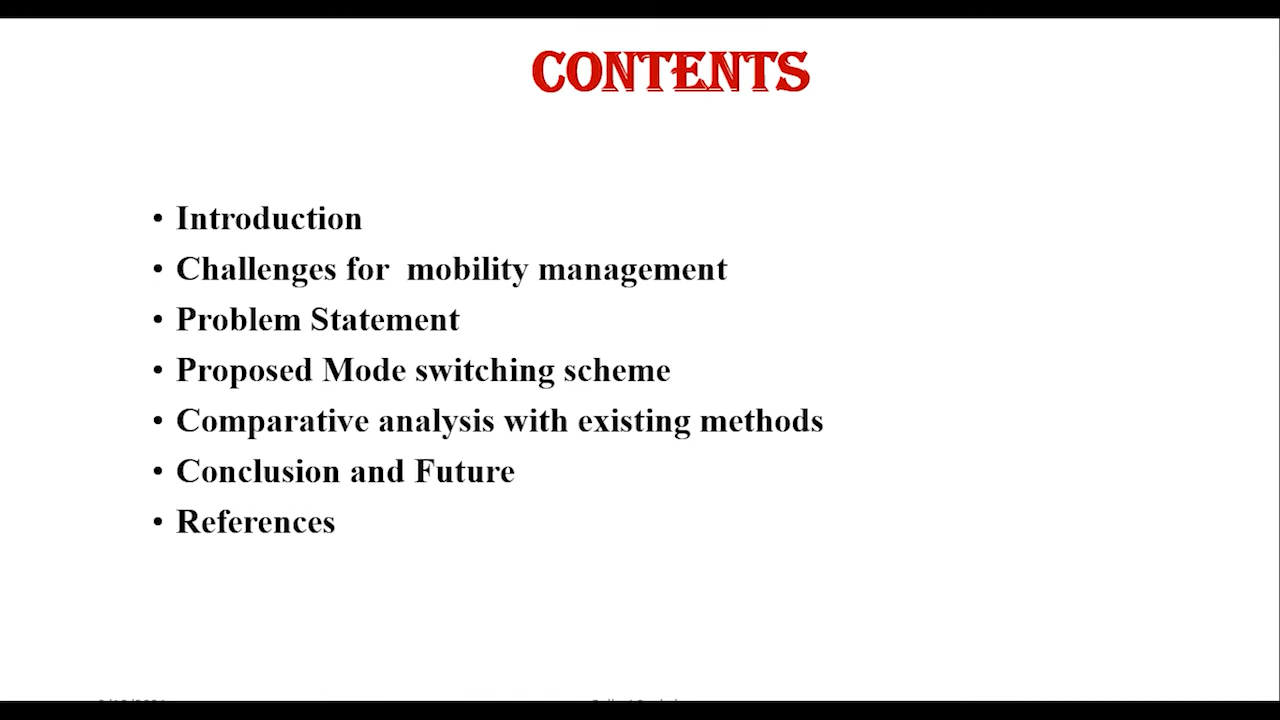 CONTENTS
• Introduction
• Challenges for  mobility management
• Problem Statement
• Proposed Mode switching scheme
• Comparative analysis with existing methods
• Conclusion and Future
• References